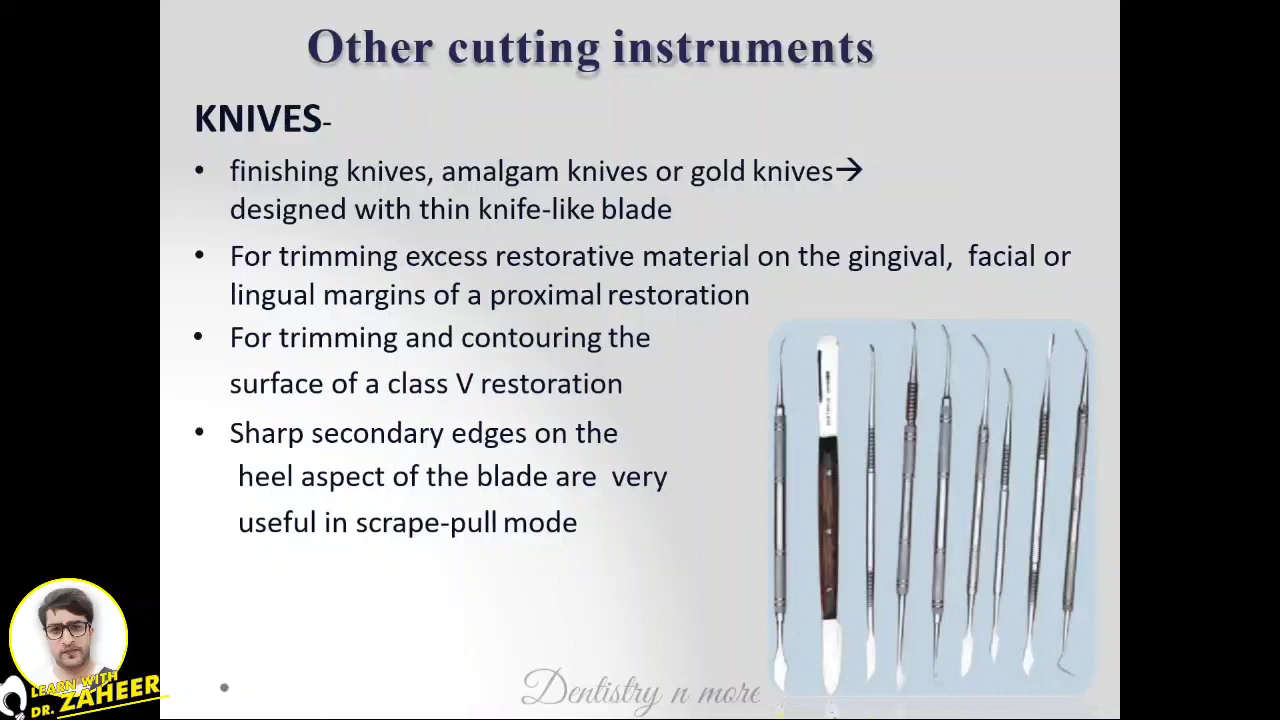 Other cutting instruments
KNIVES-
• finishing knives, amalgam knives or gold knives→
designed with thin knife-like blade
• For trimming excess restorative material on the gingival, facial or
lingual margins of a proximal restoration
• For trimming and contouring the
surface of a class V restoration
• Sharp secondary edges on the
heel aspect of the blade are very
useful in scrape-pull mode
•
Dentistry n more
LEARN WITH
DR. ZAHEER